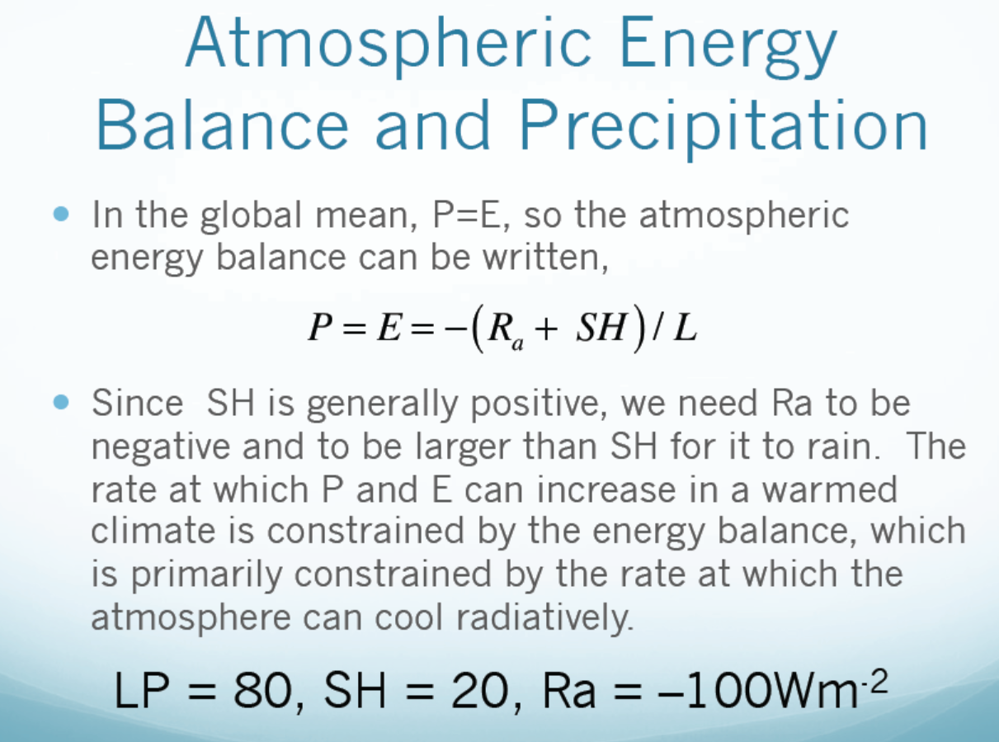 Atmospheric Energy
Balance and Precipitation
• In the global mean, P=E, so the atmospheric
energy balance can be written,
P = E = −(Rₐ + SH) / L
• Since  SH is generally positive, we need Ra to be
negative and to be larger than SH for it to rain.  The
rate at which P and E can increase in a warmed
climate is constrained by the energy balance, which
is primarily constrained by the rate at which the
atmosphere can cool radiatively.
LP = 80, SH = 20, Ra = –100Wm⁻²